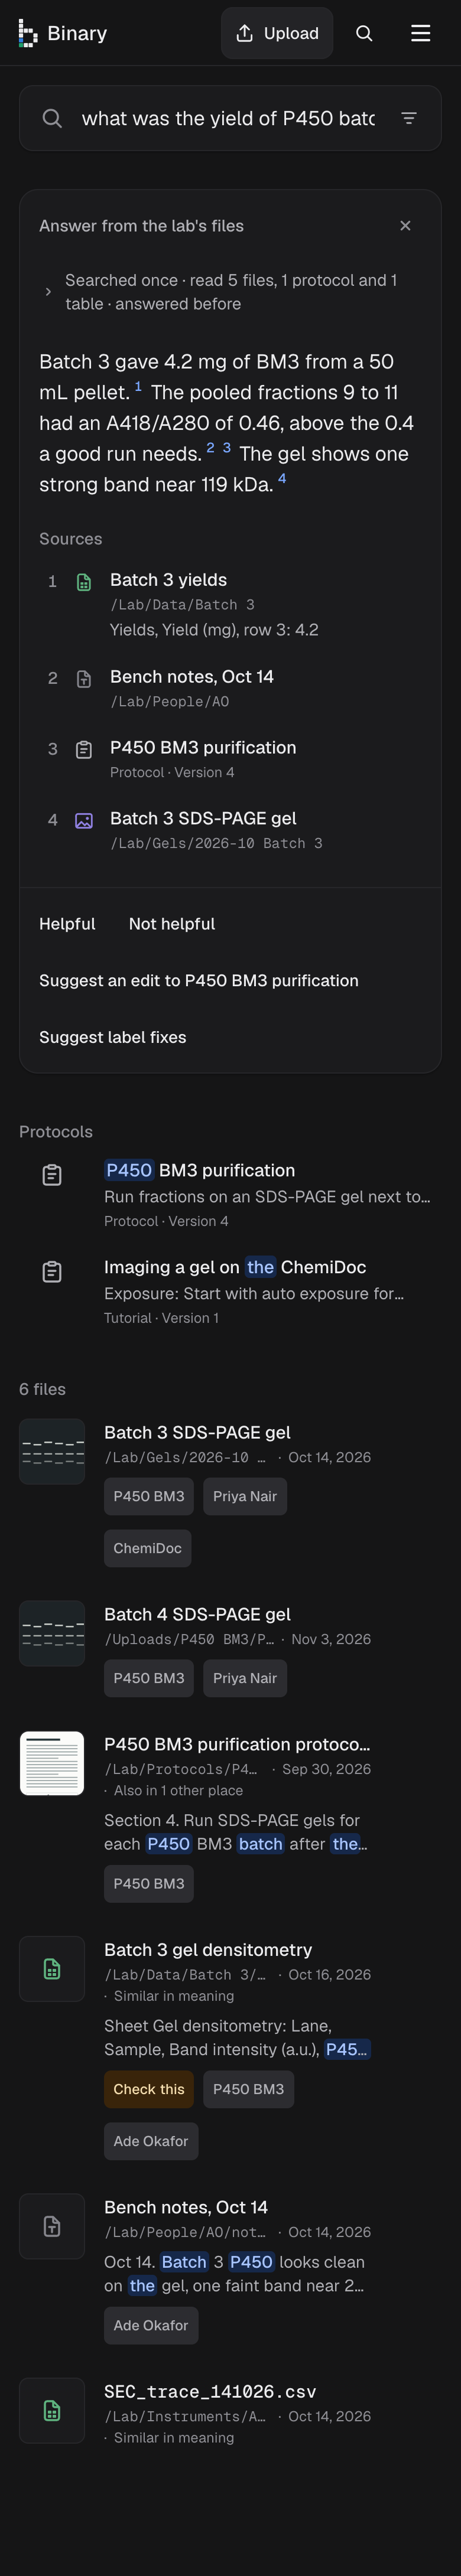 Binary
Upload
what was the yield of P450 batc
Answer from the lab's files
Searched once · read 5 files, 1 protocol and 1
table · answered before
Batch 3 gave 4.2 mg of BM3 from a 50
mL pellet. 1 The pooled fractions 9 to 11
had an A418/A280 of 0.46, above the 0.4
a good run needs. 2 3 The gel shows one
strong band near 119 kDa. 4
Sources
1 Batch 3 yields
/Lab/Data/Batch 3
Yields, Yield (mg), row 3: 4.2
2 Bench notes, Oct 14
/Lab/People/AO
3 P450 BM3 purification
Protocol · Version 4
4 Batch 3 SDS-PAGE gel
/Lab/Gels/2026-10 Batch 3
Helpful Not helpful
Suggest an edit to P450 BM3 purification
Suggest label fixes
Protocols
P450 BM3 purification
Run fractions on an SDS-PAGE gel next to...
Protocol · Version 4
Imaging a gel on the ChemiDoc
Exposure: Start with auto exposure for...
Tutorial · Version 1
6 files
Batch 3 SDS-PAGE gel
/Lab/Gels/2026-10 … · Oct 14, 2026
P450 BM3 Priya Nair
ChemiDoc
Batch 4 SDS-PAGE gel
/Uploads/P450 BM3/P… · Nov 3, 2026
P450 BM3 Priya Nair
P450 BM3 purification protoco...
/Lab/Protocols/P4… · Sep 30, 2026
· Also in 1 other place
Section 4. Run SDS-PAGE gels for
each P450 BM3 batch after the...
P450 BM3
Batch 3 gel densitometry
/Lab/Data/Batch 3/… · Oct 16, 2026
· Similar in meaning
Sheet Gel densitometry: Lane,
Sample, Band intensity (a.u.), P45...
Check this P450 BM3
Ade Okafor
Bench notes, Oct 14
/Lab/People/AO/not… · Oct 14, 2026
Oct 14. Batch 3 P450 looks clean
on the gel, one faint band near 2...
Ade Okafor
SEC_trace_141026.csv
/Lab/Instruments/A… · Oct 14, 2026
· Similar in meaning